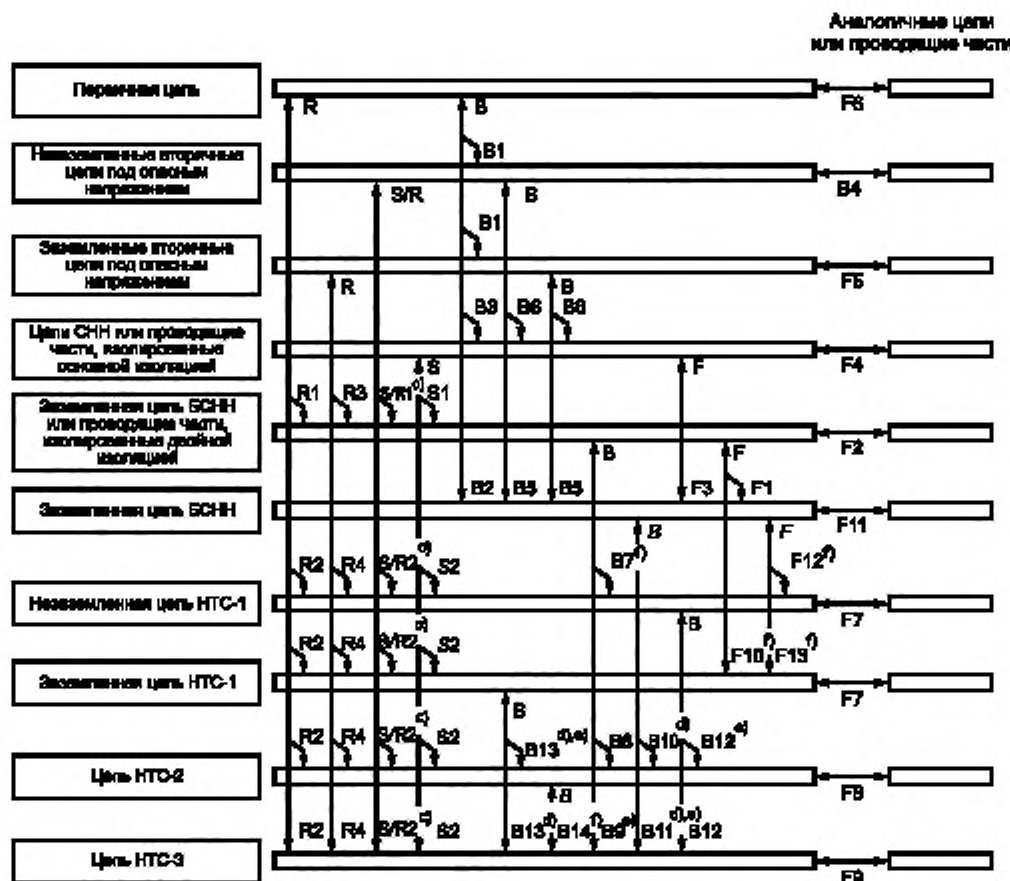 Аналогичные цепи
или проводящие части
Первичная цепь
R
B
F6
Незаземленные вторичные
цепи под опасным
напряжением
B1
S/R
B
B4
Заземленные вторичные
цепи под опасным
напряжением
B1
R
B
F5
Цепи СНН или проводящие
части, изолированные
основной изоляцией
B3
B6
B6
S
F
F4
Заземленная цепь БСНН
или проводящие части,
изолированные двойной
изоляцией
R1
R3
S/R1
S1
B
F
F2
Заземленная цепь БСНН
B2
B5
B5
F3
F1
B
F
F11
Незаземленная цепь НТС-1
R2
R4
S/R2
S2
B7
F12
B
F7
Заземленная цепь НТС-1
R2
R4
S/R2
S2
F10
F13
B
F7
Цепь НТС-2
R2
R4
S/R2
S2
B13
B8
B10
B12
B
F8
Цепь НТС-3
R2
R4
S/R2
S2
B13
B14
B9
B11
B12
F9